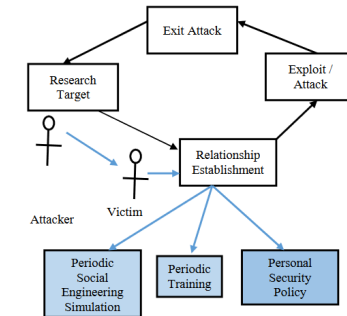 Exit Attack
Research
Target
Exploit /
Attack
Relationship
Establishment
Attacker
Victim
Periodic
Social
Engineering
Simulation
Periodic
Training
Personal
Security
Policy